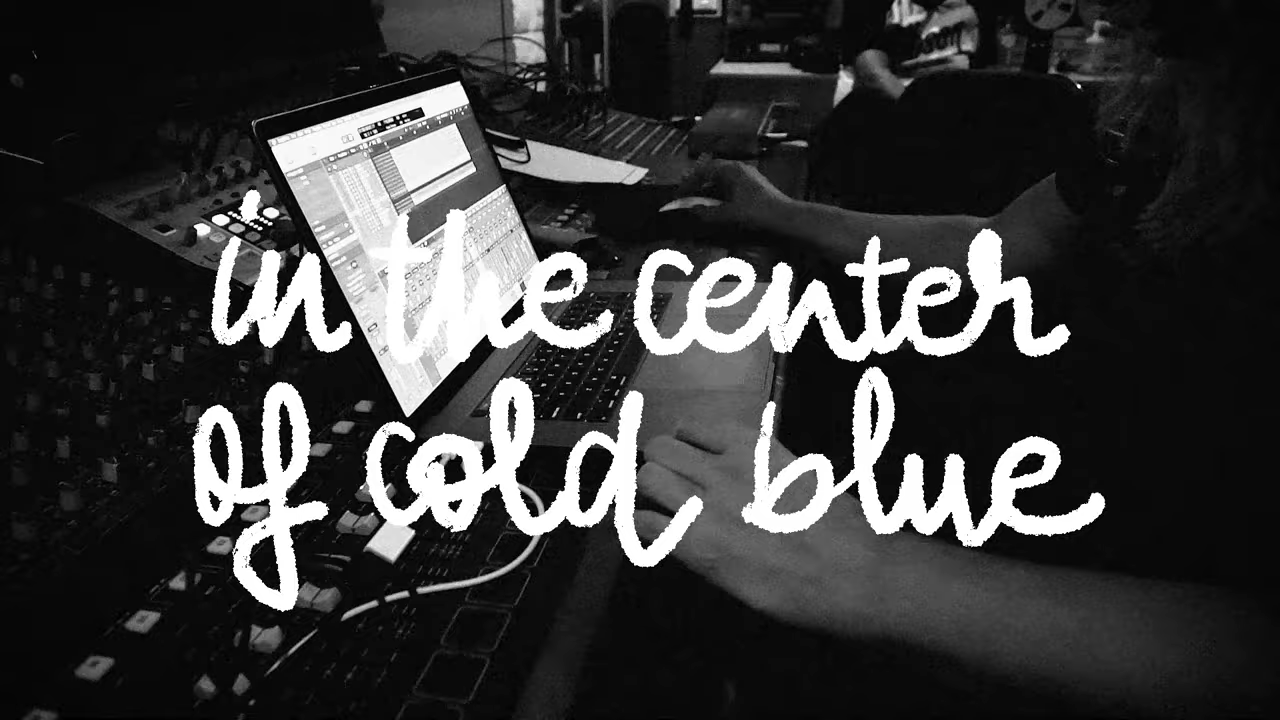 in the center
of cold blue